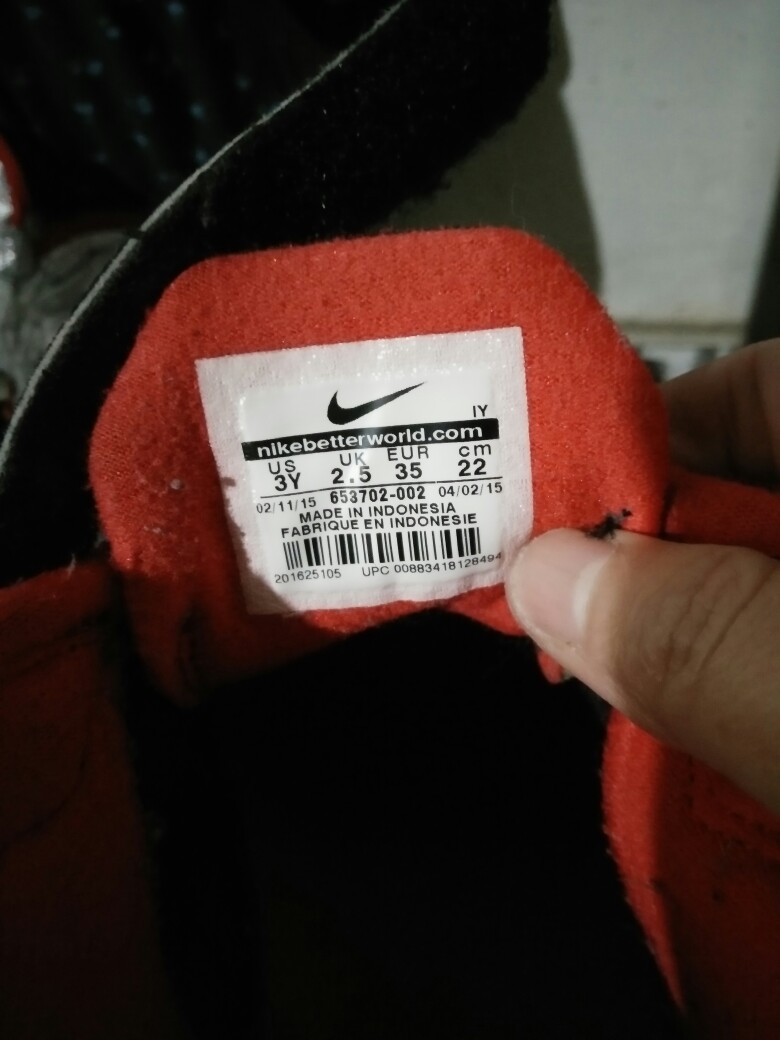 IY
nikebetterworld.com
US UK EUR cm
3Y 2.5 35 22
02/11/15 653702-002 04/02/15
MADE IN INDONESIA
FABRIQUE EN INDONESIE
201625105 UPC 00883418128494